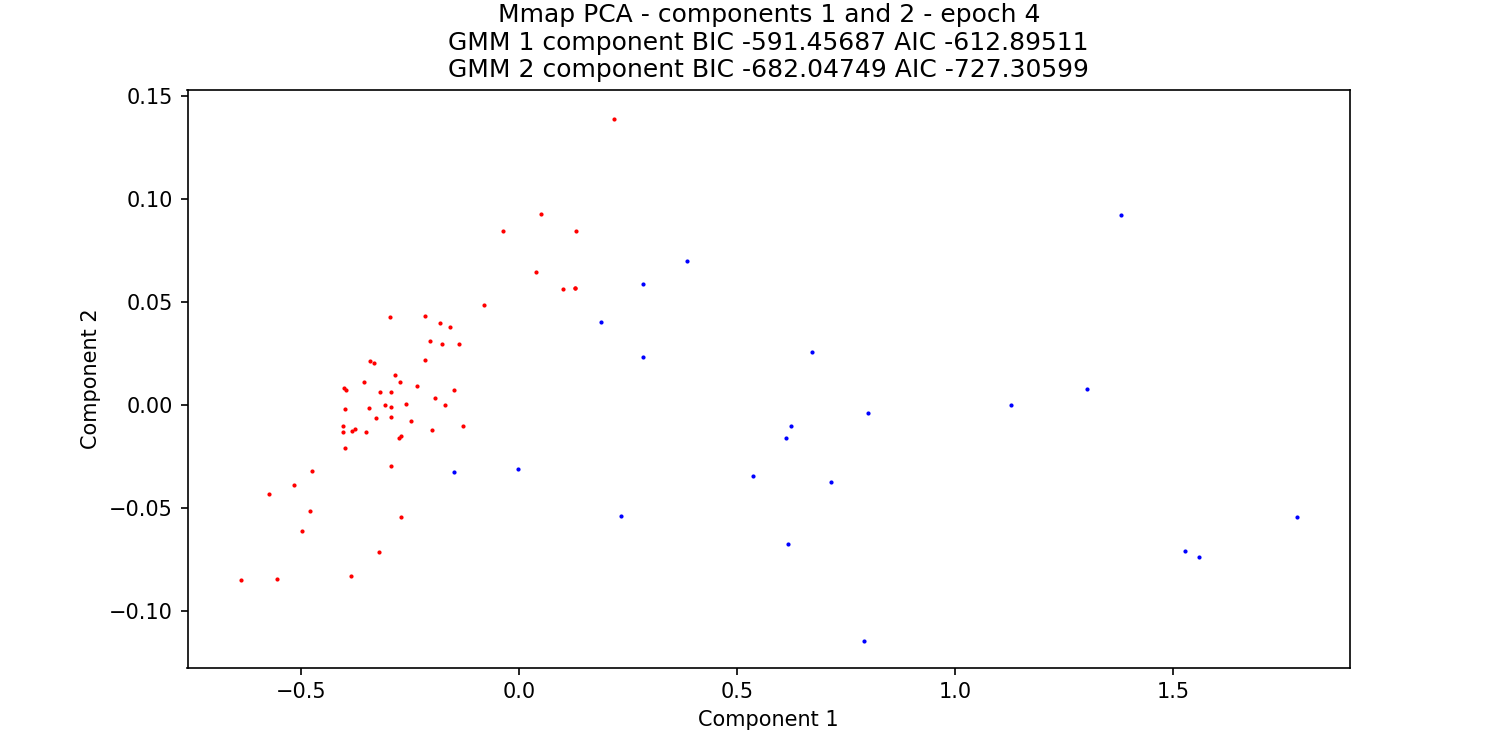 Mmap PCA - components 1 and 2 - epoch 4
GMM 1 component BIC -591.45687 AIC -612.89511
GMM 2 component BIC -682.04749 AIC -727.30599
0.15
0.10
0.05
0.00
−0.05
−0.10
Component 2
−0.5
0.0
0.5
1.0
1.5
Component 1